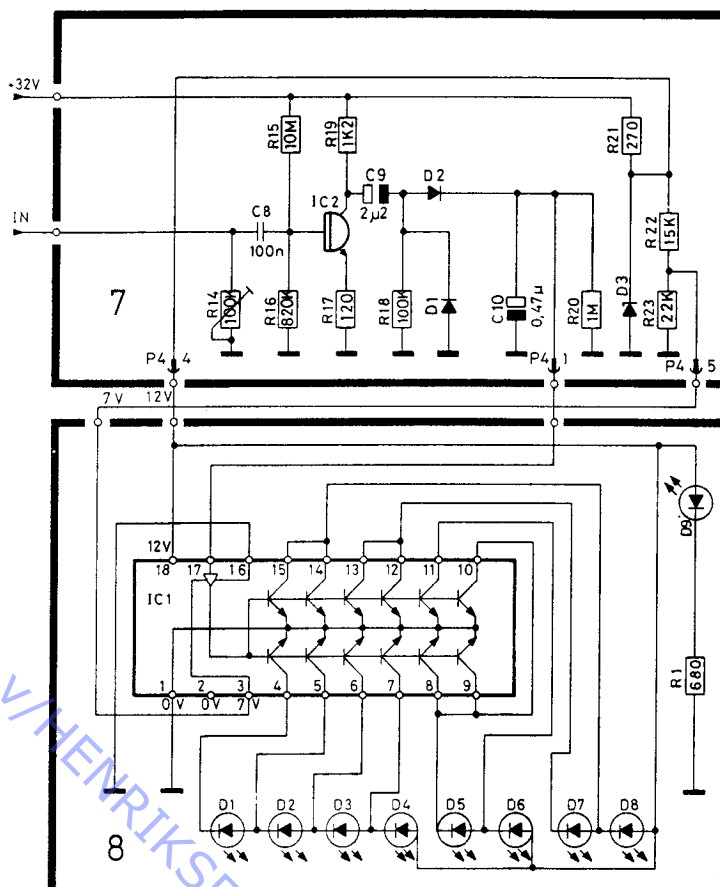 +32V
R15 10M
R19 1K2
R21 270
C9
2µ2
D2
IC2
C8
100n
IN
R22 15K
D3
R14 100K
R16 820K
R17 120
R18 100K
D1
C10 0,47µ
R20 1M
R23 22K
7
P4 4
P4 1
P4 5
7V 12V
D9
12V
18 17 16 15 14 13 12 11 10
IC1
1 2 3 4 5 6 7 8 9
0V 0V 7V
R1 680
D1 D2 D3 D4 D5 D6 D7 D8
8